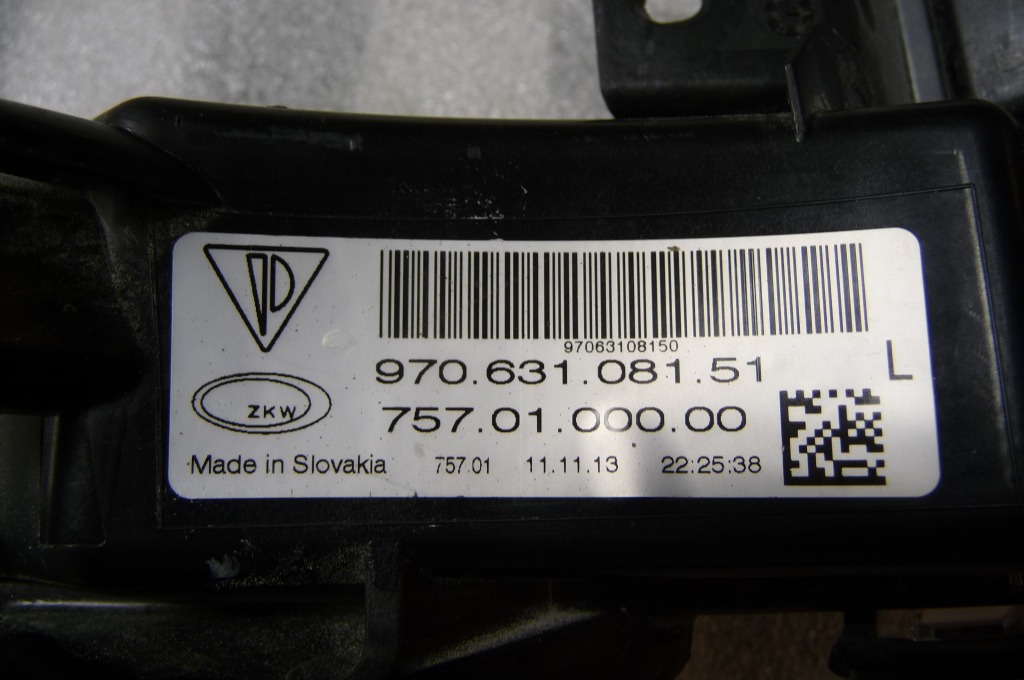 97063108150
970.631.081.51 L
ZKW 757.01.000.00
Made in Slovakia 757.01 11.11.13 22:25:38